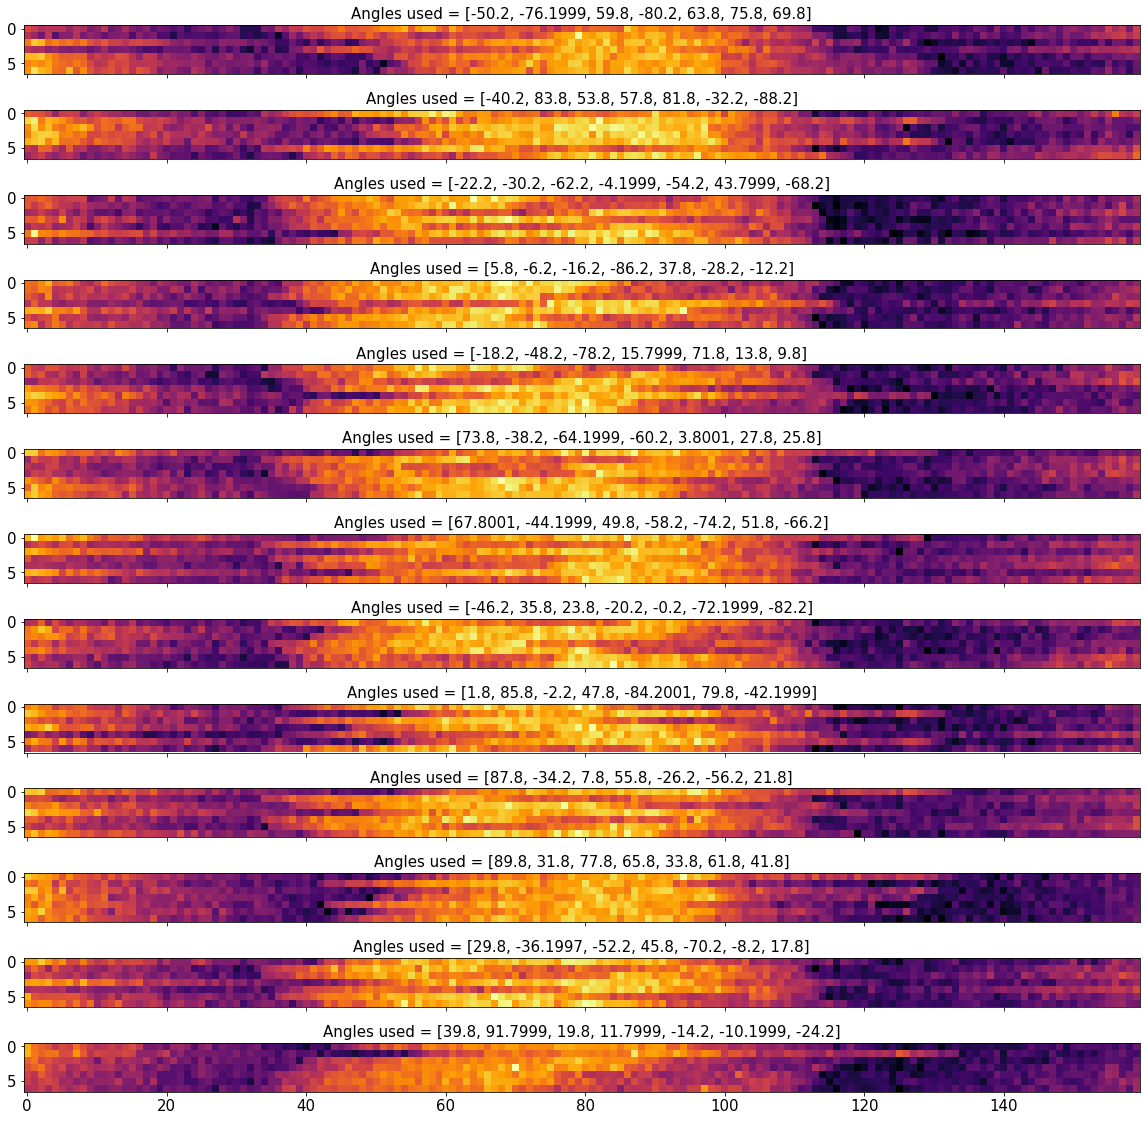 Angles used = [-50.2, -76.1999, 59.8, -80.2, 63.8, 75.8, 69.8]
0
5
Angles used = [-40.2, 83.8, 53.8, 57.8, 81.8, -32.2, -88.2]
0
5
Angles used = [-22.2, -30.2, -62.2, -4.1999, -54.2, 43.7999, -68.2]
0
5
Angles used = [5.8, -6.2, -16.2, -86.2, 37.8, -28.2, -12.2]
0
5
Angles used = [-18.2, -48.2, -78.2, 15.7999, 71.8, 13.8, 9.8]
0
5
Angles used = [73.8, -38.2, -64.1999, -60.2, 3.8001, 27.8, 25.8]
0
5
Angles used = [67.8001, -44.1999, 49.8, -58.2, -74.2, 51.8, -66.2]
0
5
Angles used = [-46.2, 35.8, 23.8, -20.2, -0.2, -72.1999, -82.2]
0
5
Angles used = [1.8, 85.8, -2.2, 47.8, -84.2001, 79.8, -42.1999]
0
5
Angles used = [87.8, -34.2, 7.8, 55.8, -26.2, -56.2, 21.8]
0
5
Angles used = [89.8, 31.8, 77.8, 65.8, 33.8, 61.8, 41.8]
0
5
Angles used = [29.8, -36.1997, -52.2, 45.8, -70.2, -8.2, 17.8]
0
5
Angles used = [39.8, 91.7999, 19.8, 11.7999, -14.2, -10.1999, -24.2]
0
5
0 20 40 60 80 100 120 140